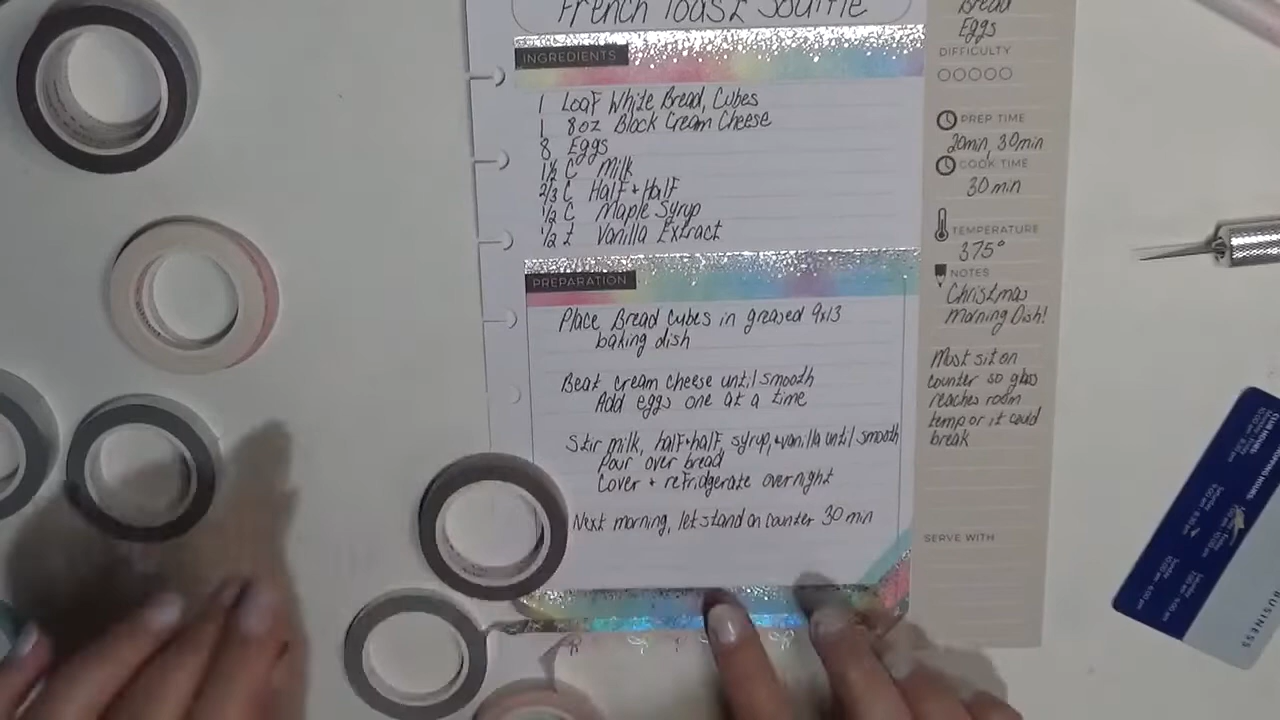 French Toast Souffle
INGREDIENTS
1 Loaf White Bread, Cubes
1 8oz Block Cream Cheese
8 Eggs
1½ C Milk
2/3 C Half + Half
½ C Maple Syrup
½ t Vanilla Extract
PREPARATION
Place Bread Cubes in greased 9x13
baking dish
Beat cream cheese until smooth
Add eggs one at a time
Stir milk, half+half, syrup,+vanilla until smooth
Pour over bread
Cover + refridgerate overnight
Next morning, let stand on counter 30 min
Bread
Eggs
DIFFICULTY
PREP TIME
20min, 30min
COOK TIME
30 min
TEMPERATURE
375°
NOTES
Christmas
Morning Dish!
Must sit on
counter so glass
reaches room
temp or it could
break
SERVE WITH
CLUB HOURS:
BUSINESS